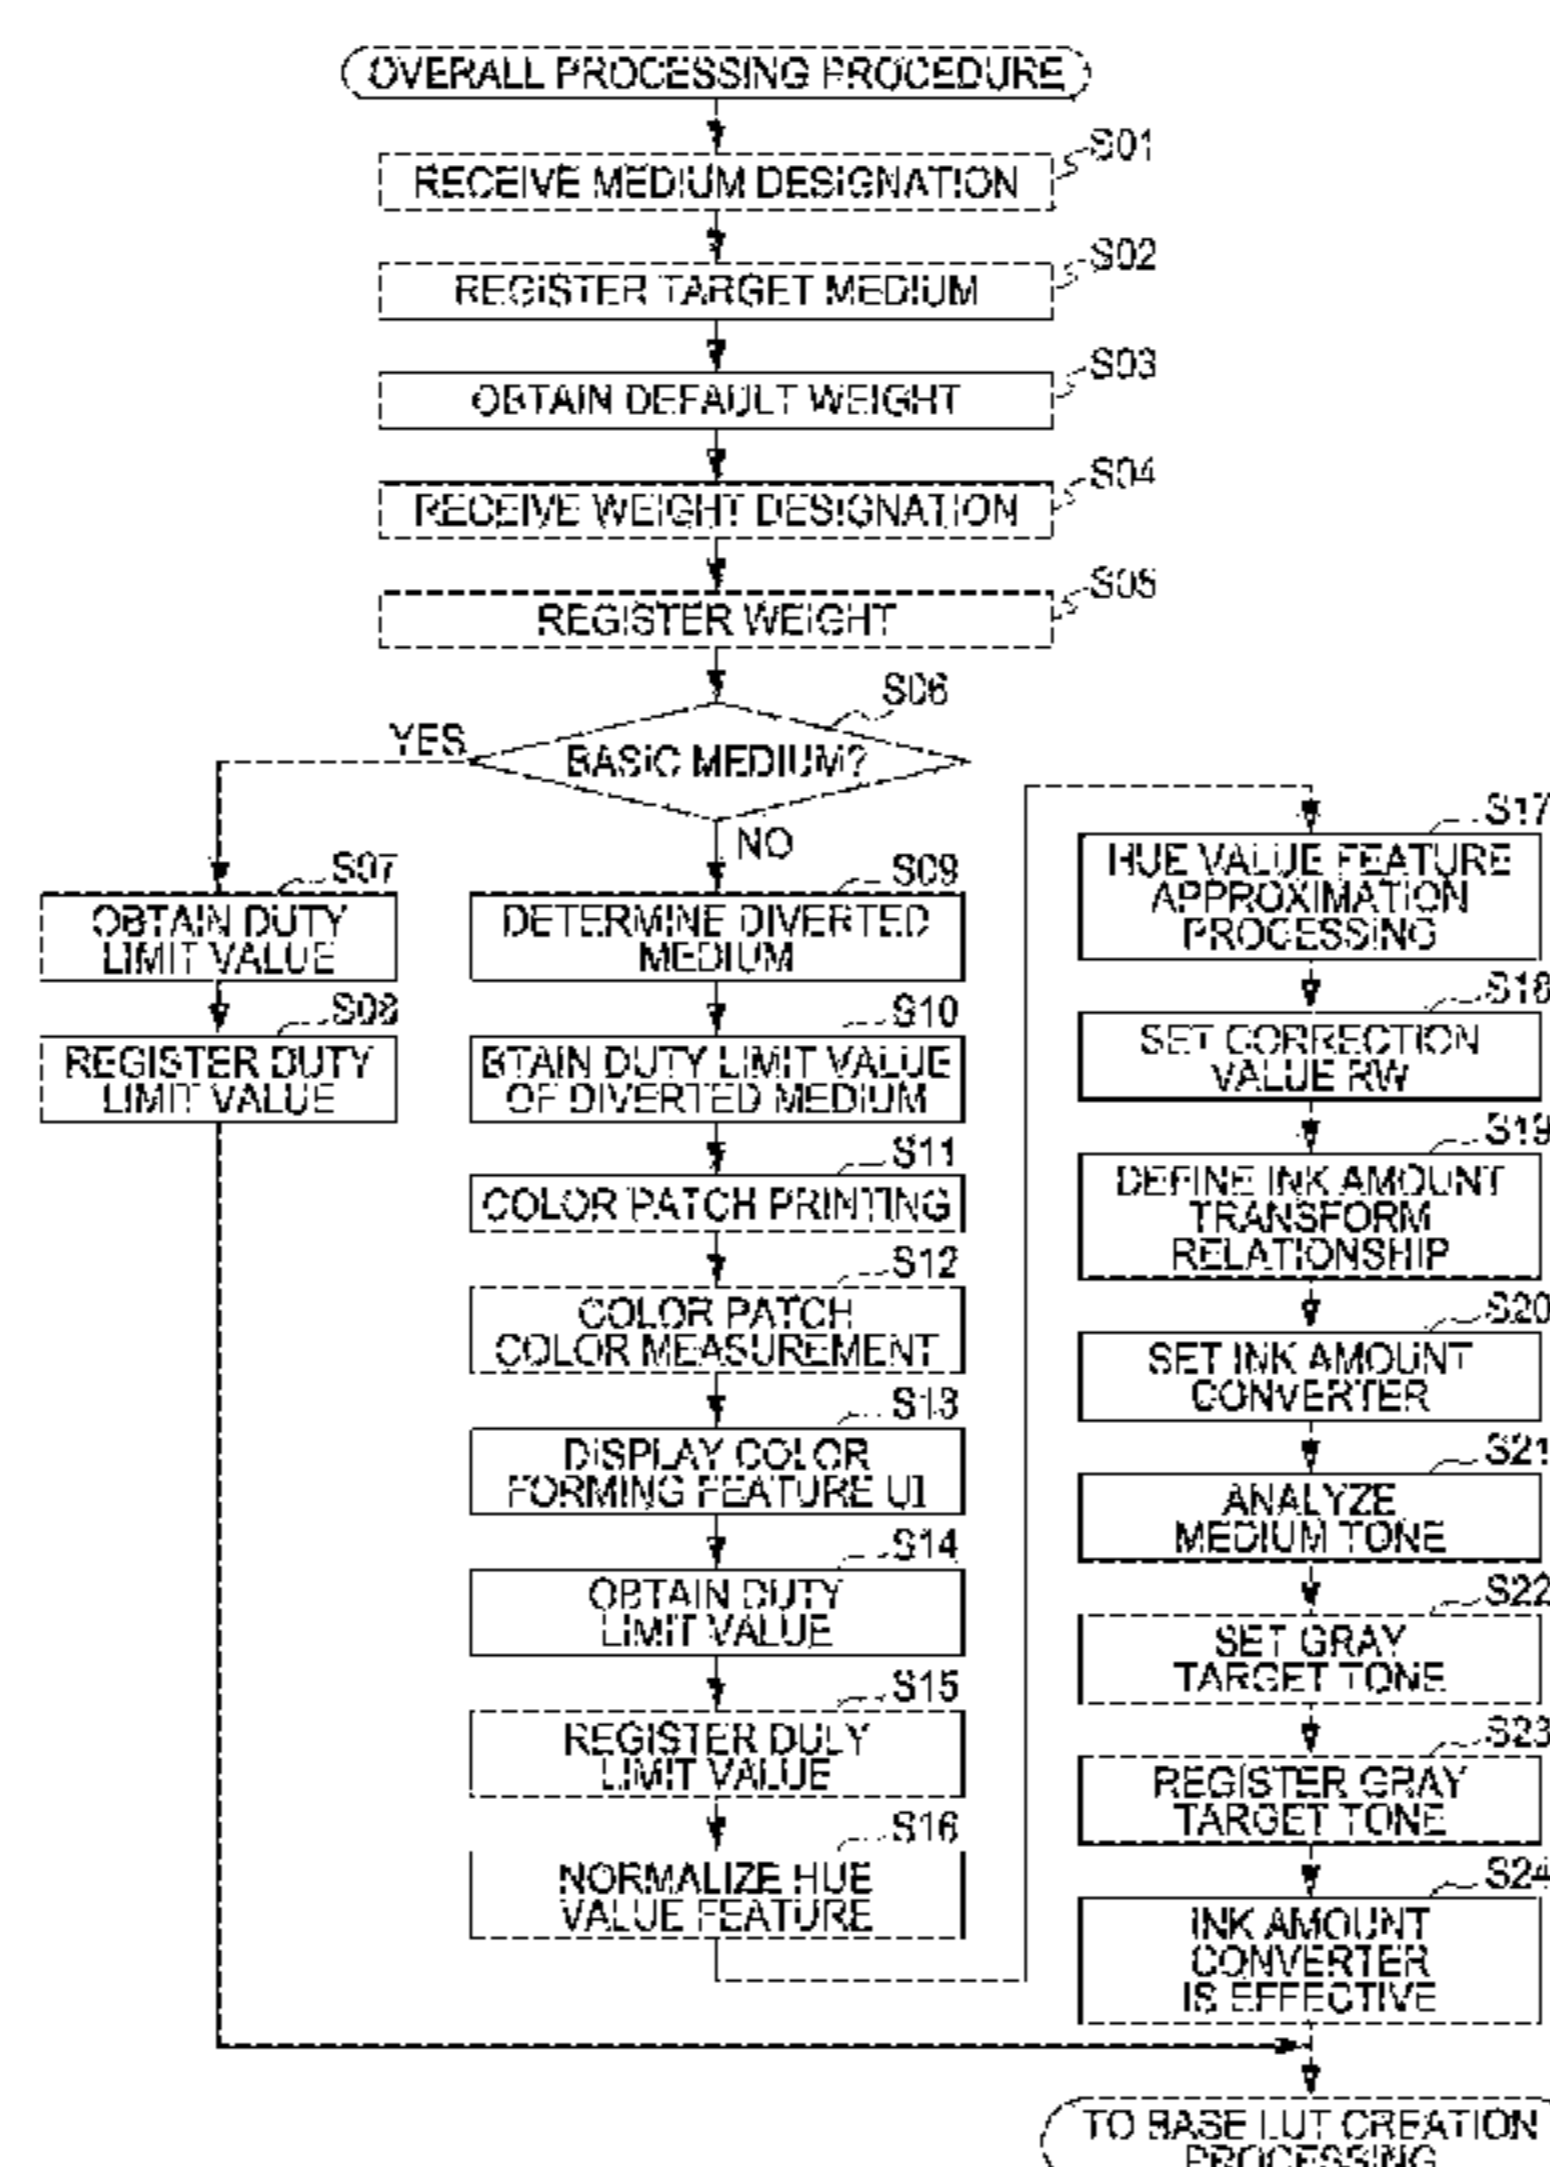 OVERALL PROCESSING PROCEDURE
S01
RECEIVE MEDIUM DESIGNATION
S02
REGISTER TARGET MEDIUM
S03
OBTAIN DEFAULT WEIGHT
S04
RECEIVE WEIGHT DESIGNATION
S05
REGISTER WEIGHT
S06
BASIC MEDIUM?
YES
NO
S07
OBTAIN DUTY
LIMIT VALUE
S08
REGISTER DUTY
LIMIT VALUE
S09
DETERMINE DIVERTED
MEDIUM
S10
BTAIN DUTY LIMIT VALUE
OF DIVERTED MEDIUM
S11
COLOR PATCH PRINTING
S12
COLOR PATCH
COLOR MEASUREMENT
S13
DISPLAY COLOR
FORMING FEATURE UI
S14
OBTAIN DUTY
LIMIT VALUE
S15
REGISTER DULY
LIMIT VALUE
S16
NORMALIZE HUE
VALUE FEATURE
S17
HUE VALUE FEATURE
APPROXIMATION
PROCESSING
S18
SET CORRECTION
VALUE RW
S19
DEFINE INK AMOUNT
TRANSFORM
RELATIONSHIP
S20
SET INK AMOUNT
CONVERTER
S21
ANALYZE
MEDIUM TONE
S22
SET GRAY
TARGET TONE
S23
REGISTER GRAY
TARGET TONE
S24
INK AMOUNT
CONVERTER
IS EFFECTIVE
TO BASE LUT CREATION
PROCESSING